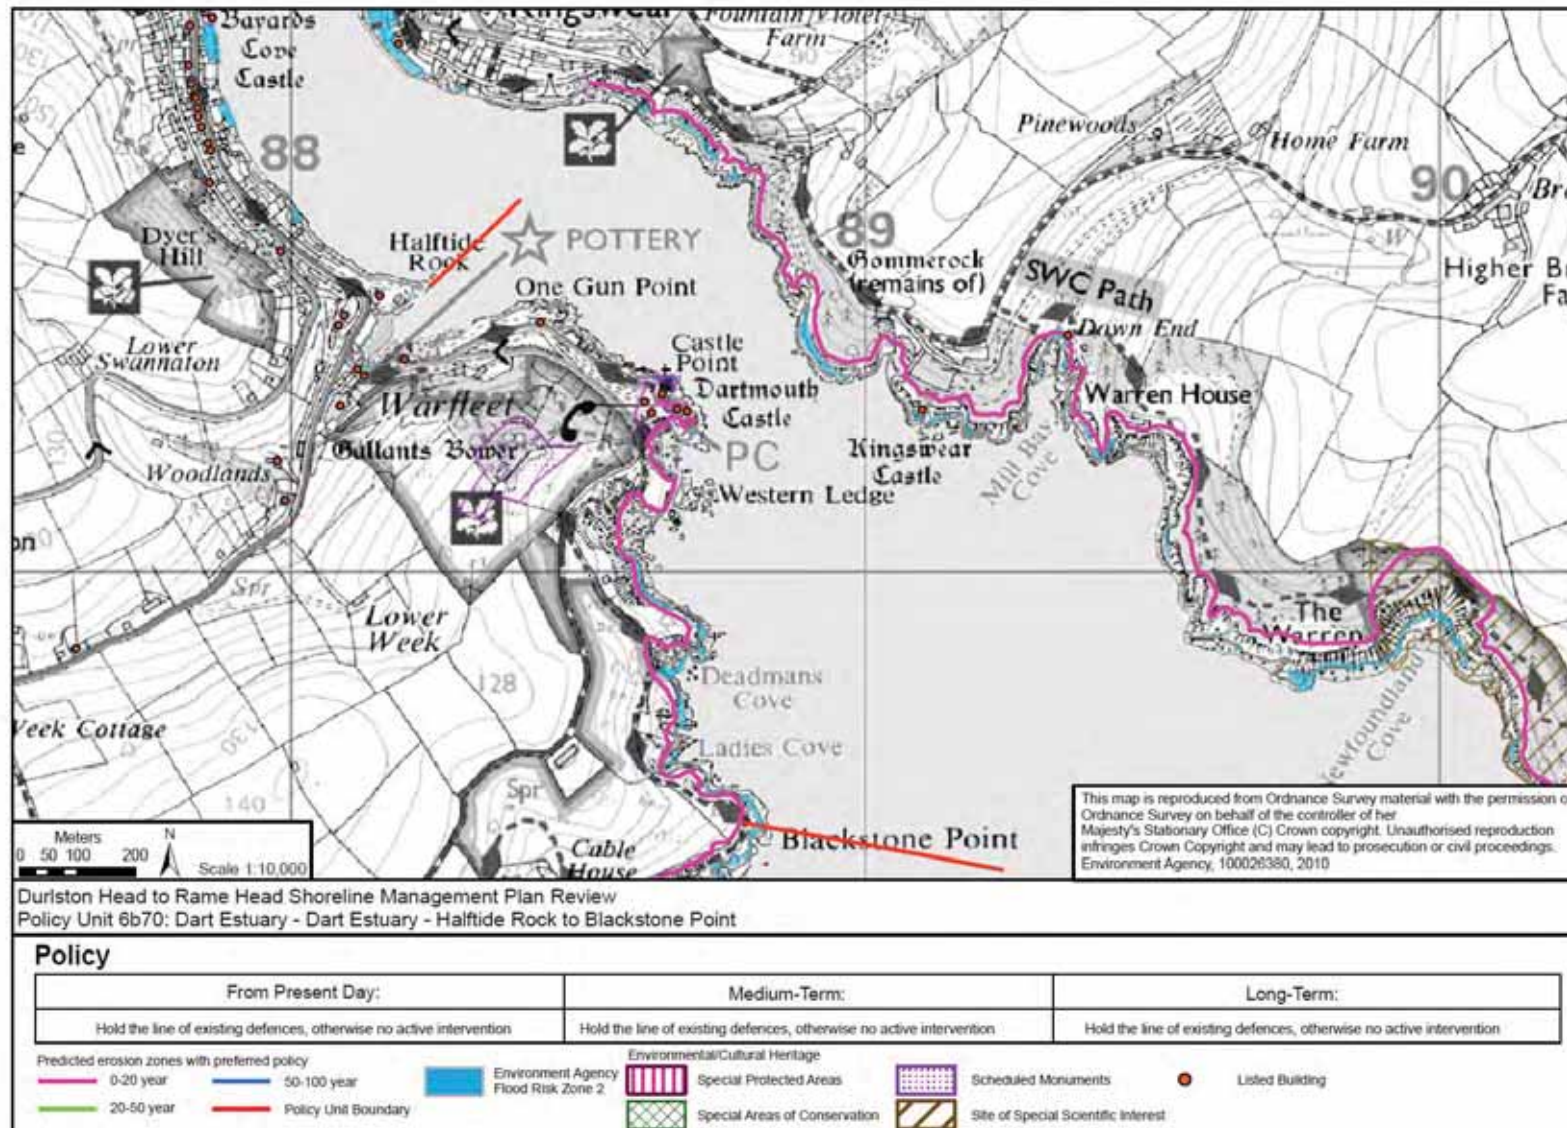 Kingswear
Fountain Violet
Farm
Bayards
Cove
Castle
88
Pinewoods
Home Farm
90
Dyer's
Hill
Halftide
Rock
POTTERY
89
Gommerock
(remains of)
SWC Path
Higher
One Gun Point
Down End
Lower
Swannaton
Castle
Point
Dartmouth
Castle
Warren House
Warfleet
Gallants Bower
PC
Kingswear
Castle
Mill Bay
Cove
Woodlands
130
Western Ledge
Spr
Lower
Week
The
Warren
128
Deadmans
Cove
Newfoundland
Cove
Week Cottage
130
Ladies Cove
140
Spr
Blackstone Point
Cable
House
Meters
0 50 100 200
N
Scale 1:10,000
This map is reproduced from Ordnance Survey material with the permission o
Ordnance Survey on behalf of the controller of her
Majesty's Stationary Office (C) Crown copyright. Unauthorised reproduction
infringes Crown Copyright and may lead to prosecution or civil proceedings.
Environment Agency, 100026380, 2010
Durlston Head to Rame Head Shoreline Management Plan Review
Policy Unit 6b70: Dart Estuary - Dart Estuary - Halftide Rock to Blackstone Point
Policy
From Present Day: Medium-Term: Long-Term:
Hold the line of existing defences, otherwise no active intervention Hold the line of existing defences, otherwise no active intervention Hold the line of existing defences, otherwise no active intervention
Predicted erosion zones with preferred policy
0-20 year
50-100 year
20-50 year
Policy Unit Boundary
Environment Agency
Flood Risk Zone 2
Environmental/Cultural Heritage
Special Protected Areas
Scheduled Monuments
Listed Building
Special Areas of Conservation
Site of Special Scientific Interest